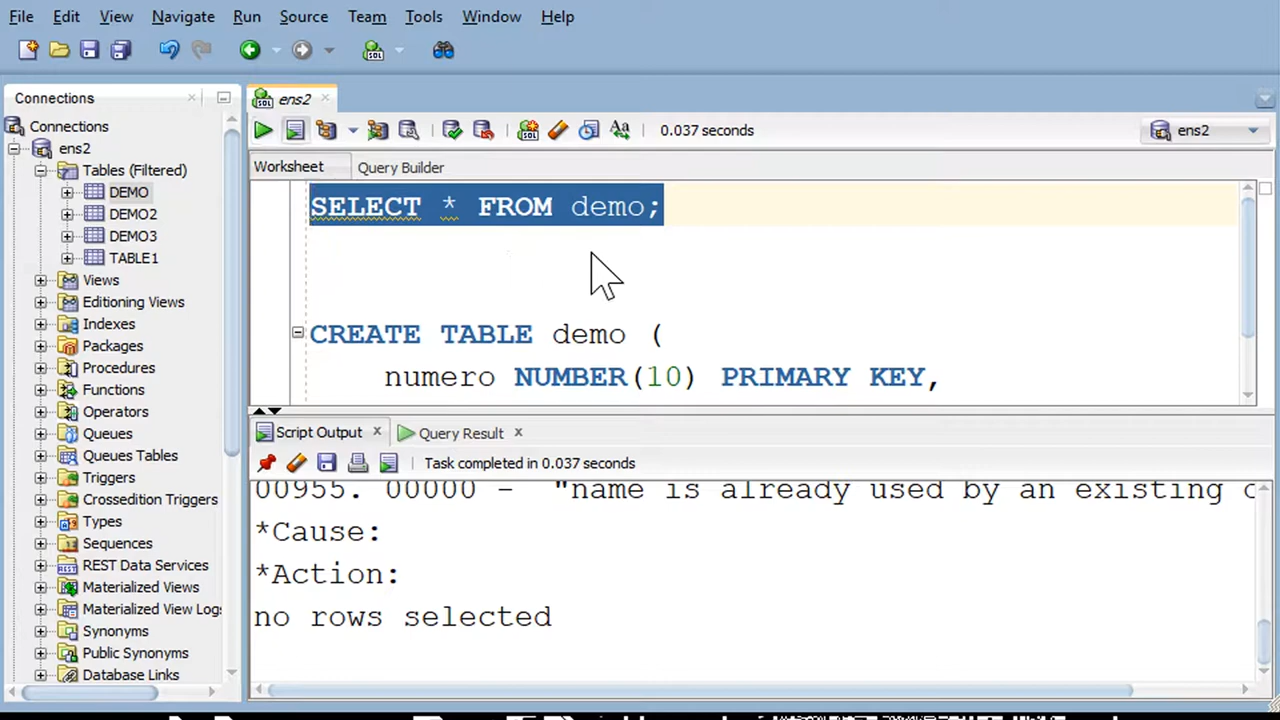 File Edit View Navigate Run Source Team Tools Window Help
Connections
Connections
ens2
Tables (Filtered)
DEMO
DEMO2
DEMO3
TABLE1
Views
Editioning Views
Indexes
Packages
Procedures
Functions
Operators
Queues
Queues Tables
Triggers
Crossedition Triggers
Types
Sequences
REST Data Services
Materialized Views
Materialized View Logs
Synonyms
Public Synonyms
Database Links
ens2
0.037 seconds
ens2
Worksheet Query Builder
SELECT * FROM demo;
CREATE TABLE demo (
numero NUMBER(10) PRIMARY KEY,
Script Output Query Result
Task completed in 0.037 seconds
00955. 00000 - "name is already used by an existing
*Cause:
*Action:
no rows selected